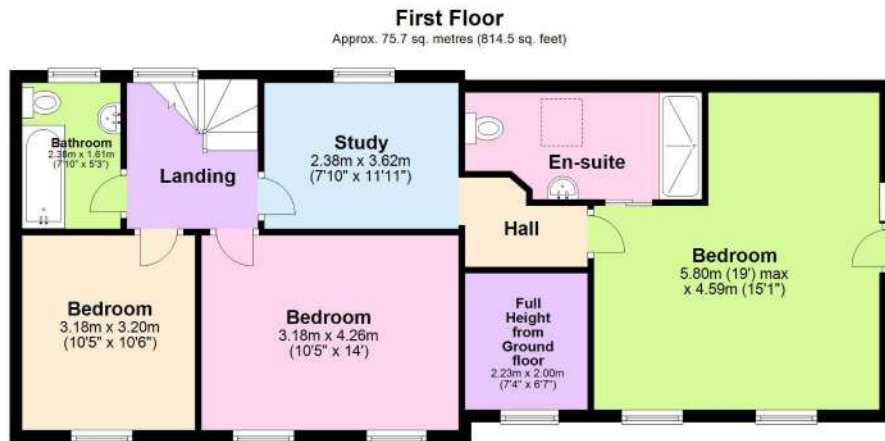 First Floor
Approx. 75.7 sq. metres (814.5 sq. feet)
Bathroom
2.38m x 1.61m
(7'10" x 5'3")
Landing
Study
2.38m x 3.62m
(7'10" x 11'11")
En-suite
Hall
Bedroom
5.80m (19') max
x 4.59m (15'1")
Bedroom
3.18m x 3.20m
(10'5" x 10'6")
Bedroom
3.18m x 4.26m
(10'5" x 14')
Full
Height
from
Ground
floor
2.23m x 2.00m
(7'4" x 6'7")